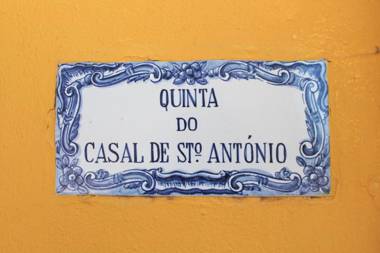 QUINTA
DO
CASAL DE STº ANTÓNIO